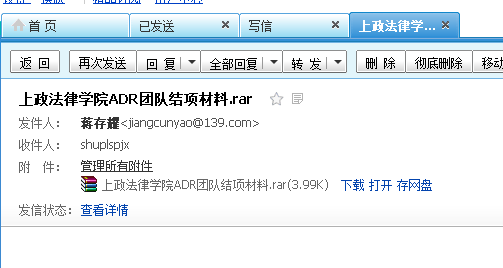 首 页 已发送 写信 上政法律学...
返 回 再次发送 回 复 全部回复 转 发 删 除 彻底删除 移动
上政法律学院ADR团队结项材料.rar
发件人： 蒋存耀<jiangcunyao@139.com>
收件人： shuplspjx
附 件： 管理所有附件
上政法律学院ADR团队结项材料.rar(3.99K) 下载 打开 存网盘
发信状态：查看详情